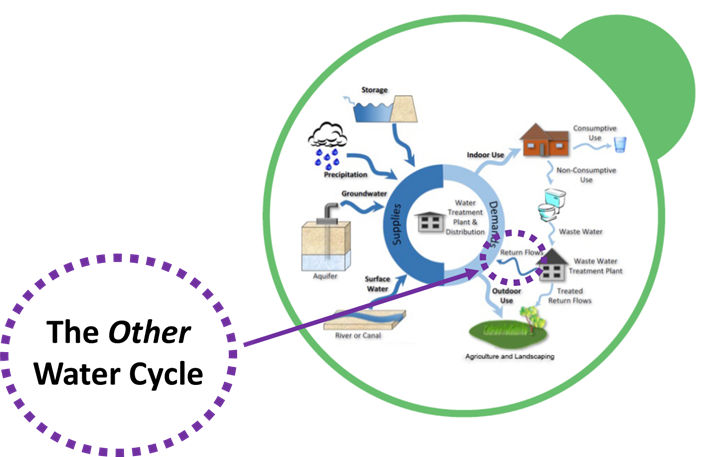 Storage
Precipitation
Groundwater
Aquifer
Surface
Water
River or Canal
Supplies
Water
Treatment
Plant &
Distribution
Demands
Indoor Use
Consumptive
Use
Non-Consumptive
Use
Waste Water
Return Flows
Waste Water
Treatment Plant
Treated
Return Flows
Outdoor
Use
Agriculture and Landscaping
The Other
Water Cycle